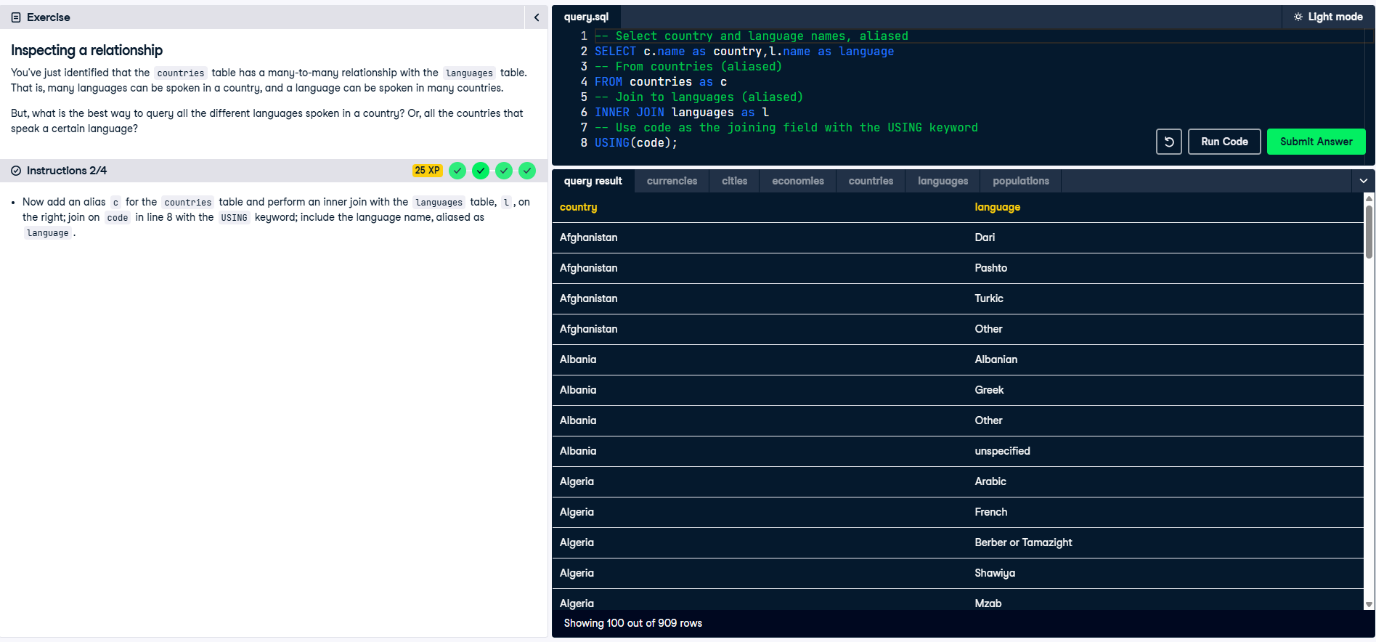 Exercise
Inspecting a relationship
You've just identified that the countries table has a many-to-many relationship with the languages table.
That is, many languages can be spoken in a country, and a language can be spoken in many countries.
But, what is the best way to query all the different languages spoken in a country? Or, all the countries that
speak a certain language?
Instructions 2/4
25 XP
• Now add an alias c for the countries table and perform an inner join with the languages table, l, on
the right; join on code in line 8 with the USING keyword; include the language name, aliased as
language.
query.sql
Light mode
1 -- Select country and language names, aliased
2 SELECT c.name as country,l.name as language
3 -- From countries (aliased)
4 FROM countries as c
5 -- Join to languages (aliased)
6 INNER JOIN languages as l
7 -- Use code as the joining field with the USING keyword
8 USING(code);
Run Code
Submit Answer
query result currencies cities economies countries languages populations
country language
Afghanistan Dari
Afghanistan Pashto
Afghanistan Turkic
Afghanistan Other
Albania Albanian
Albania Greek
Albania Other
Albania unspecified
Algeria Arabic
Algeria French
Algeria Berber or Tamazight
Algeria Shawiya
Algeria Mzab
Showing 100 out of 909 rows